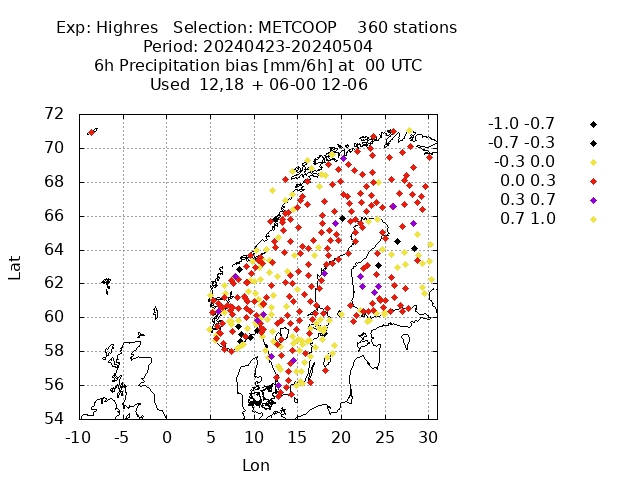 Exp: Highres   Selection: METCOOP    360 stations
Period: 20240423-20240504
6h Precipitation bias [mm/6h] at  00 UTC
Used  12,18  + 06-00 12-06
-1.0 -0.7
-0.7 -0.3
-0.3 0.0
0.0 0.3
0.3 0.7
0.7 1.0
72
70
68
66
64
62
60
58
56
54
Lat
-10 -5 0 5 10 15 20 25 30
Lon